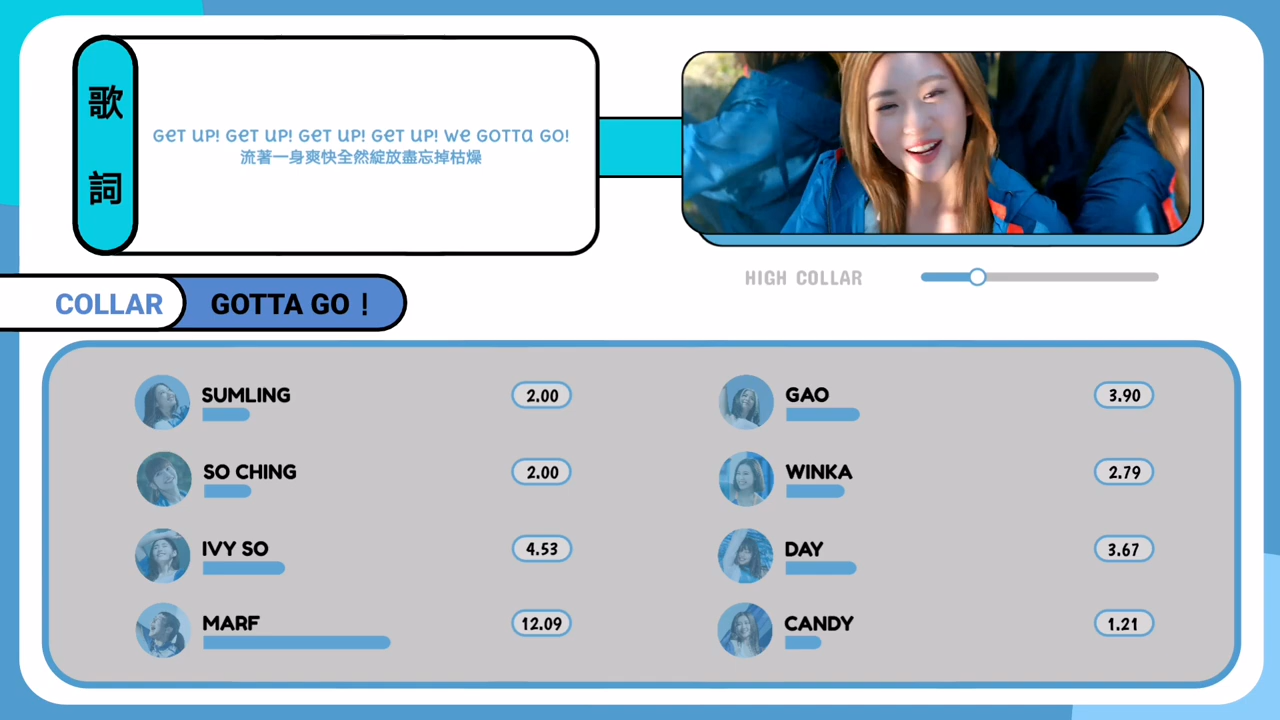 歌詞
GET UP! GET UP! GET UP! GET UP! WE GOTTA GO!
流著一身爽快全然綻放盡忘掉枯燥
HIGH COLLAR
COLLAR
GOTTA GO！
SUMLING 2.00
GAO 3.90
SO CHING 2.00
WINKA 2.79
IVY SO 4.53
DAY 3.67
MARF 12.09
CANDY 1.21